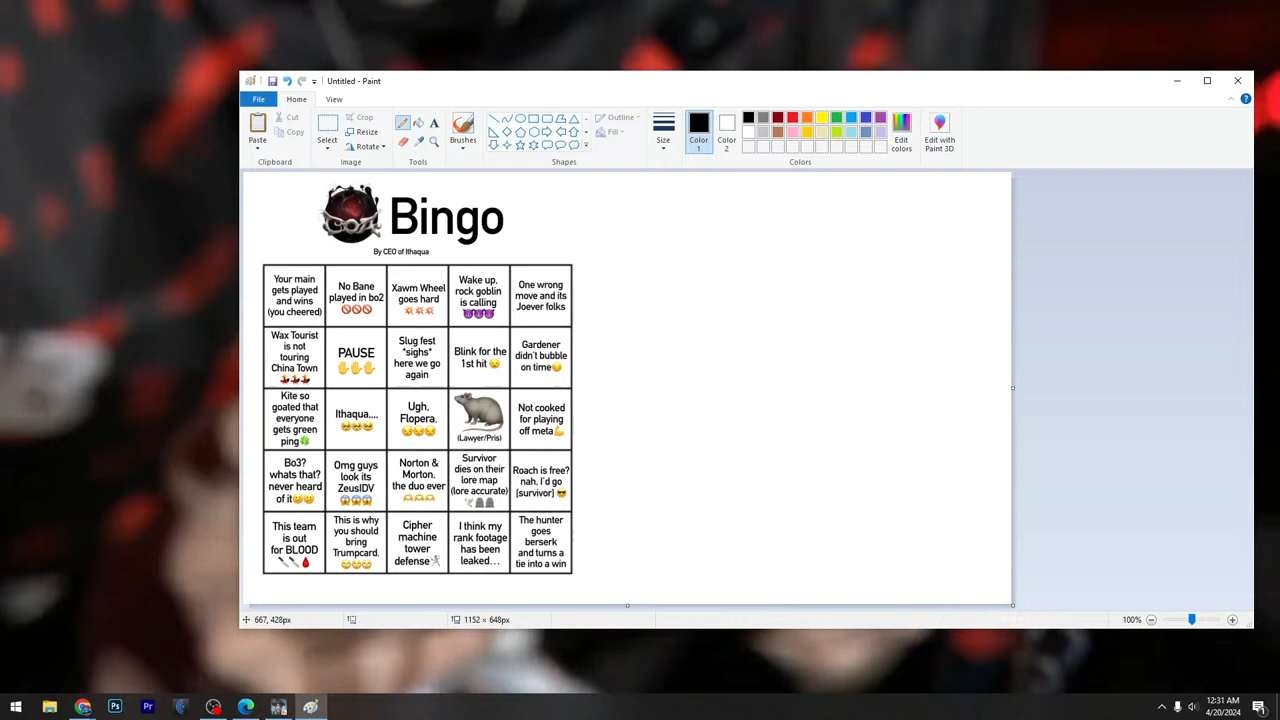 Untitled - Paint
File
Home
View
Paste
Cut
Copy
Clipboard
Select
Crop
Resize
Rotate
Image
Tools
Brushes
Outline
Fill
Shapes
Size
Color
1
Color
2
Edit
colors
Colors
Edit with
Paint 3D
COA
Bingo
By CEO of Ithaqua
Your main
gets played
and wins
(you cheered)
No Bane
played in bo2
🚫🚫🚫
Xawm Wheel
goes hard
💥💥💥
Wake up,
rock goblin
is calling
😈😈😈
One wrong
move and its
Joever folks
Wax Tourist
is not
touring
China Town
💃💃💃
PAUSE
✋✋✋
Slug fest
*sighs*
here we go
again
Blink for the
1st hit 😔
Gardener
didn't bubble
on time😔
Kite so
goated that
everyone
gets green
ping🍀
Ithaqua,...
🥹🥹🥹
Ugh,
Flopera.
😔😔😔
(Lawyer/Pris)
Not cooked
for playing
off meta💪
Bo3?
whats that?
never heard
of it😊😊
Omg guys
look its
ZeusIDV
😱😱😱
Norton &
Morton,
the duo ever
🫶🫶🫶
Survivor
dies on their
lore map
(lore accurate)
🕊🪦🪦
Roach is free?
nah, I'd go
[survivor] 😎
This team
is out
for BLOOD
🔪🔪🩸
This is why
you should
bring
Trumpcard.
😊😊😊
Cipher
machine
tower
defense🤺
I think my
rank footage
has been
leaked...
The hunter
goes
berserk
and turns a
tie into a win
667, 428px
1152 × 648px
100%
12:31 AM
4/20/2024